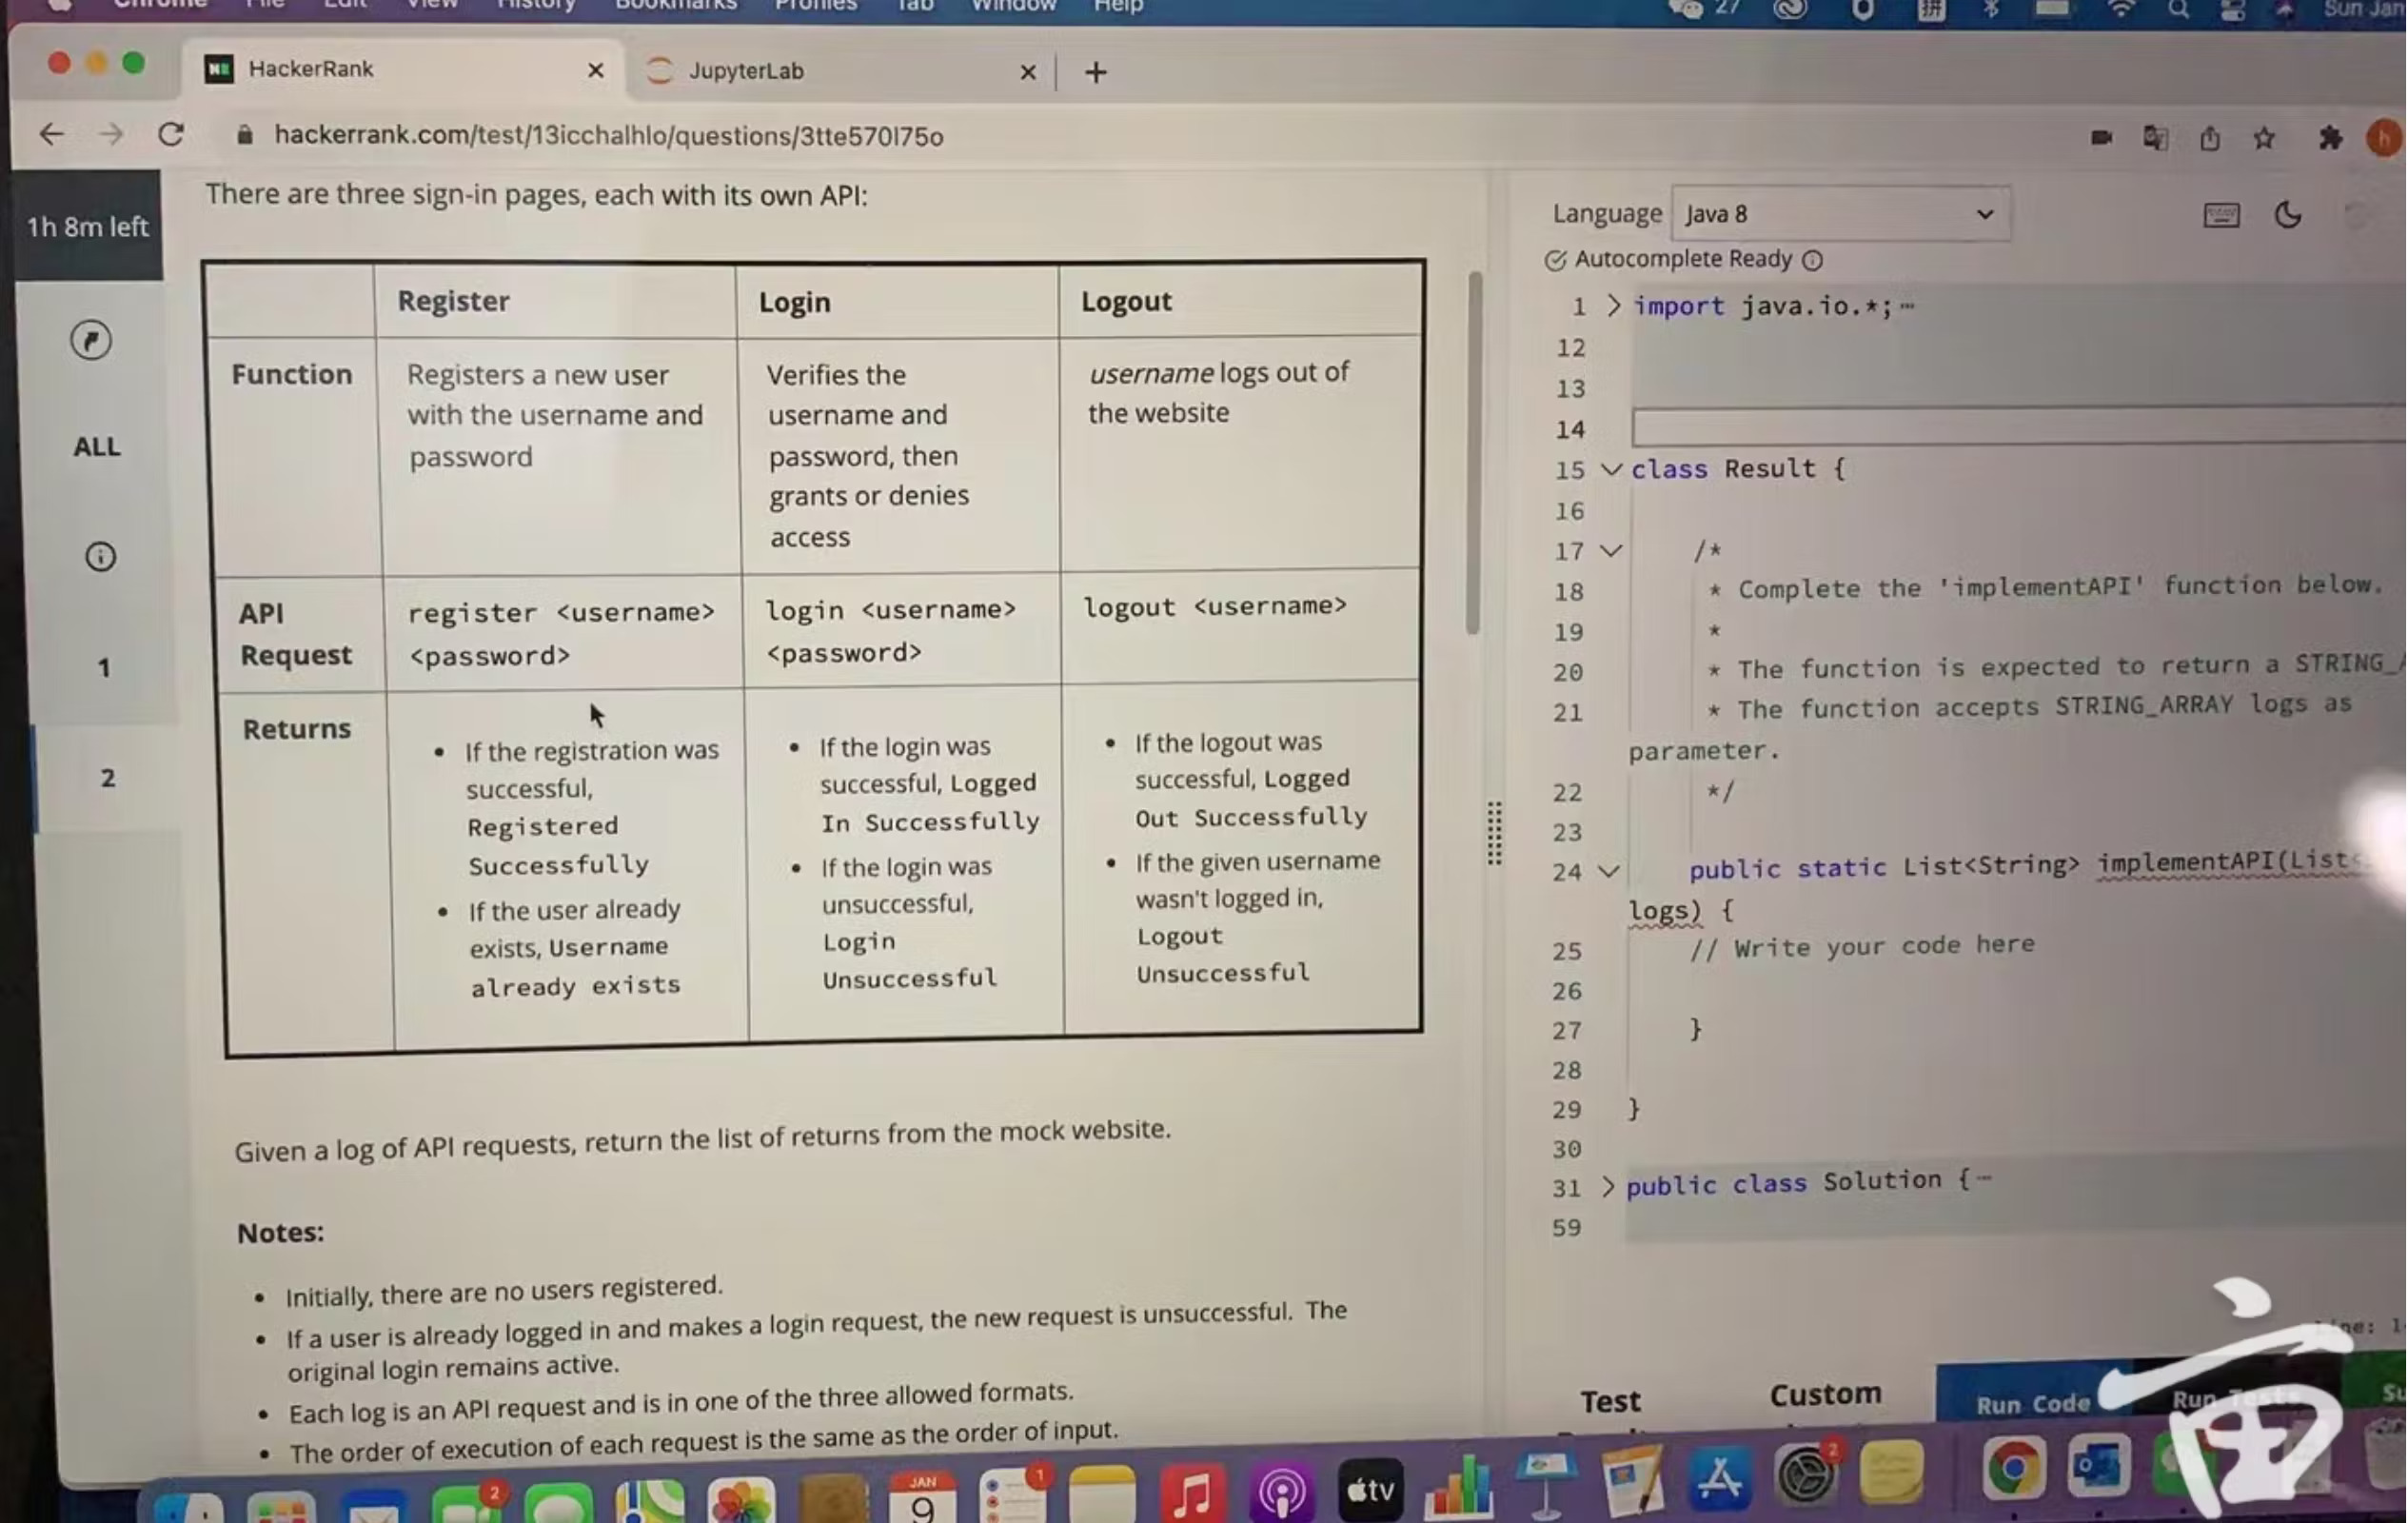 Chrome File Edit View History Bookmarks Profiles Tab Window Help 27 拼 Sun Jan
HackerRank
JupyterLab
hackerrank.com/test/13icchalhlo/questions/3tte570l75o
h
1h 8m left
ALL
1
2
There are three sign-in pages, each with its own API:
Register Login Logout
Function
Registers a new user
with the username and
password
Verifies the
username and
password, then
grants or denies
access
username logs out of
the website
API
Request
register <username>
<password>
login <username>
<password>
logout <username>
Returns
• If the registration was
successful,
Registered
Successfully
• If the user already
exists, Username
already exists
• If the login was
successful, Logged
In Successfully
• If the login was
unsuccessful,
Login
Unsuccessful
• If the logout was
successful, Logged
Out Successfully
• If the given username
wasn't logged in,
Logout
Unsuccessful
Given a log of API requests, return the list of returns from the mock website.
Notes:
• Initially, there are no users registered.
• If a user is already logged in and makes a login request, the new request is unsuccessful. The
original login remains active.
• Each log is an API request and is in one of the three allowed formats.
• The order of execution of each request is the same as the order of input.
Language Java 8
Autocomplete Ready
1 import java.io.*;
12
13
14
15 class Result {
16
17 /*
18 * Complete the 'implementAPI' function below.
19 *
20 * The function is expected to return a STRING_A
21 * The function accepts STRING_ARRAY logs as
parameter.
22 */
23
24 public static List<String> implementAPI(List<
logs) {
25 // Write your code here
26
27 }
28
29 }
30
31 public class Solution {
59
Test
Custom
Run Code
Run
2
JAN
9
1
tv
2